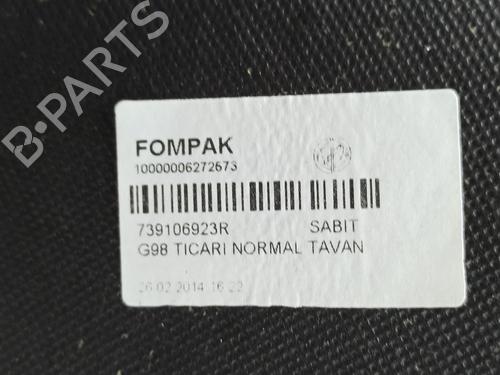 B-PARTS
FOMPAK
10000006272673
739106923R SABIT
G98 TICARI NORMAL TAVAN
26.02.2014 16:22